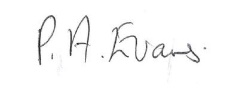 P. A. Evans.